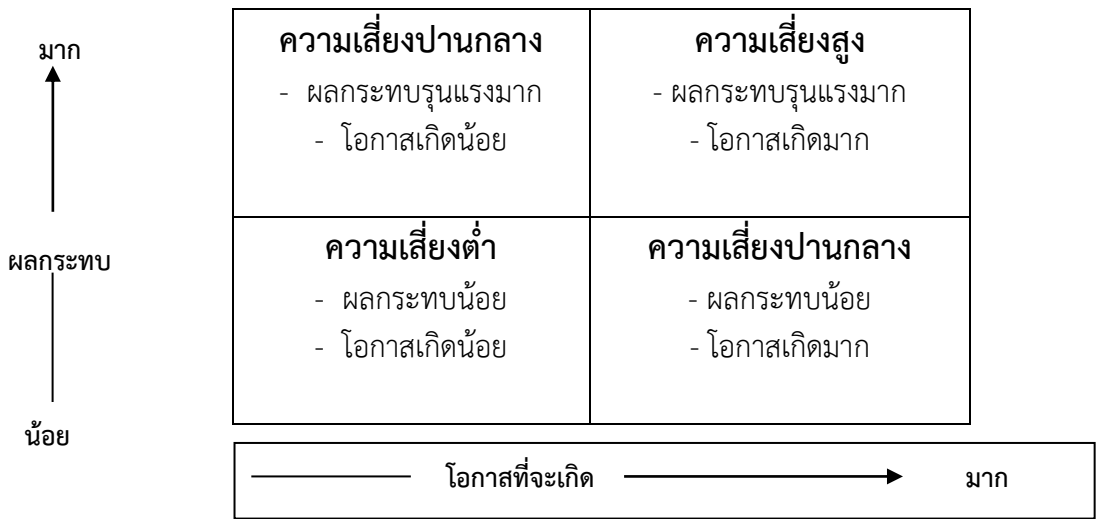 มาก
ความเสี่ยงปานกลาง
- ผลกระทบรุนแรงมาก
- โอกาสเกิดน้อย
ความเสี่ยงสูง
- ผลกระทบรุนแรงมาก
- โอกาสเกิดมาก
ผลกระทบ
ความเสี่ยงต่ำ
- ผลกระทบน้อย
- โอกาสเกิดน้อย
ความเสี่ยงปานกลาง
- ผลกระทบน้อย
- โอกาสเกิดมาก
น้อย
โอกาสที่จะเกิด มาก